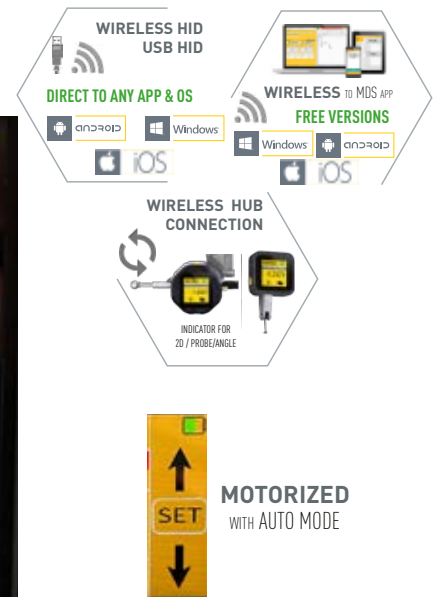 WIRELESS HID
USB HID
DIRECT TO ANY APP & OS
android
Windows
iOS
WIRELESS TO MDS APP
FREE VERSIONS
Windows
android
iOS
WIRELESS HUB
CONNECTION
INDICATOR FOR
2D / PROBE/ANGLE
SET
MOTORIZED
WITH AUTO MODE